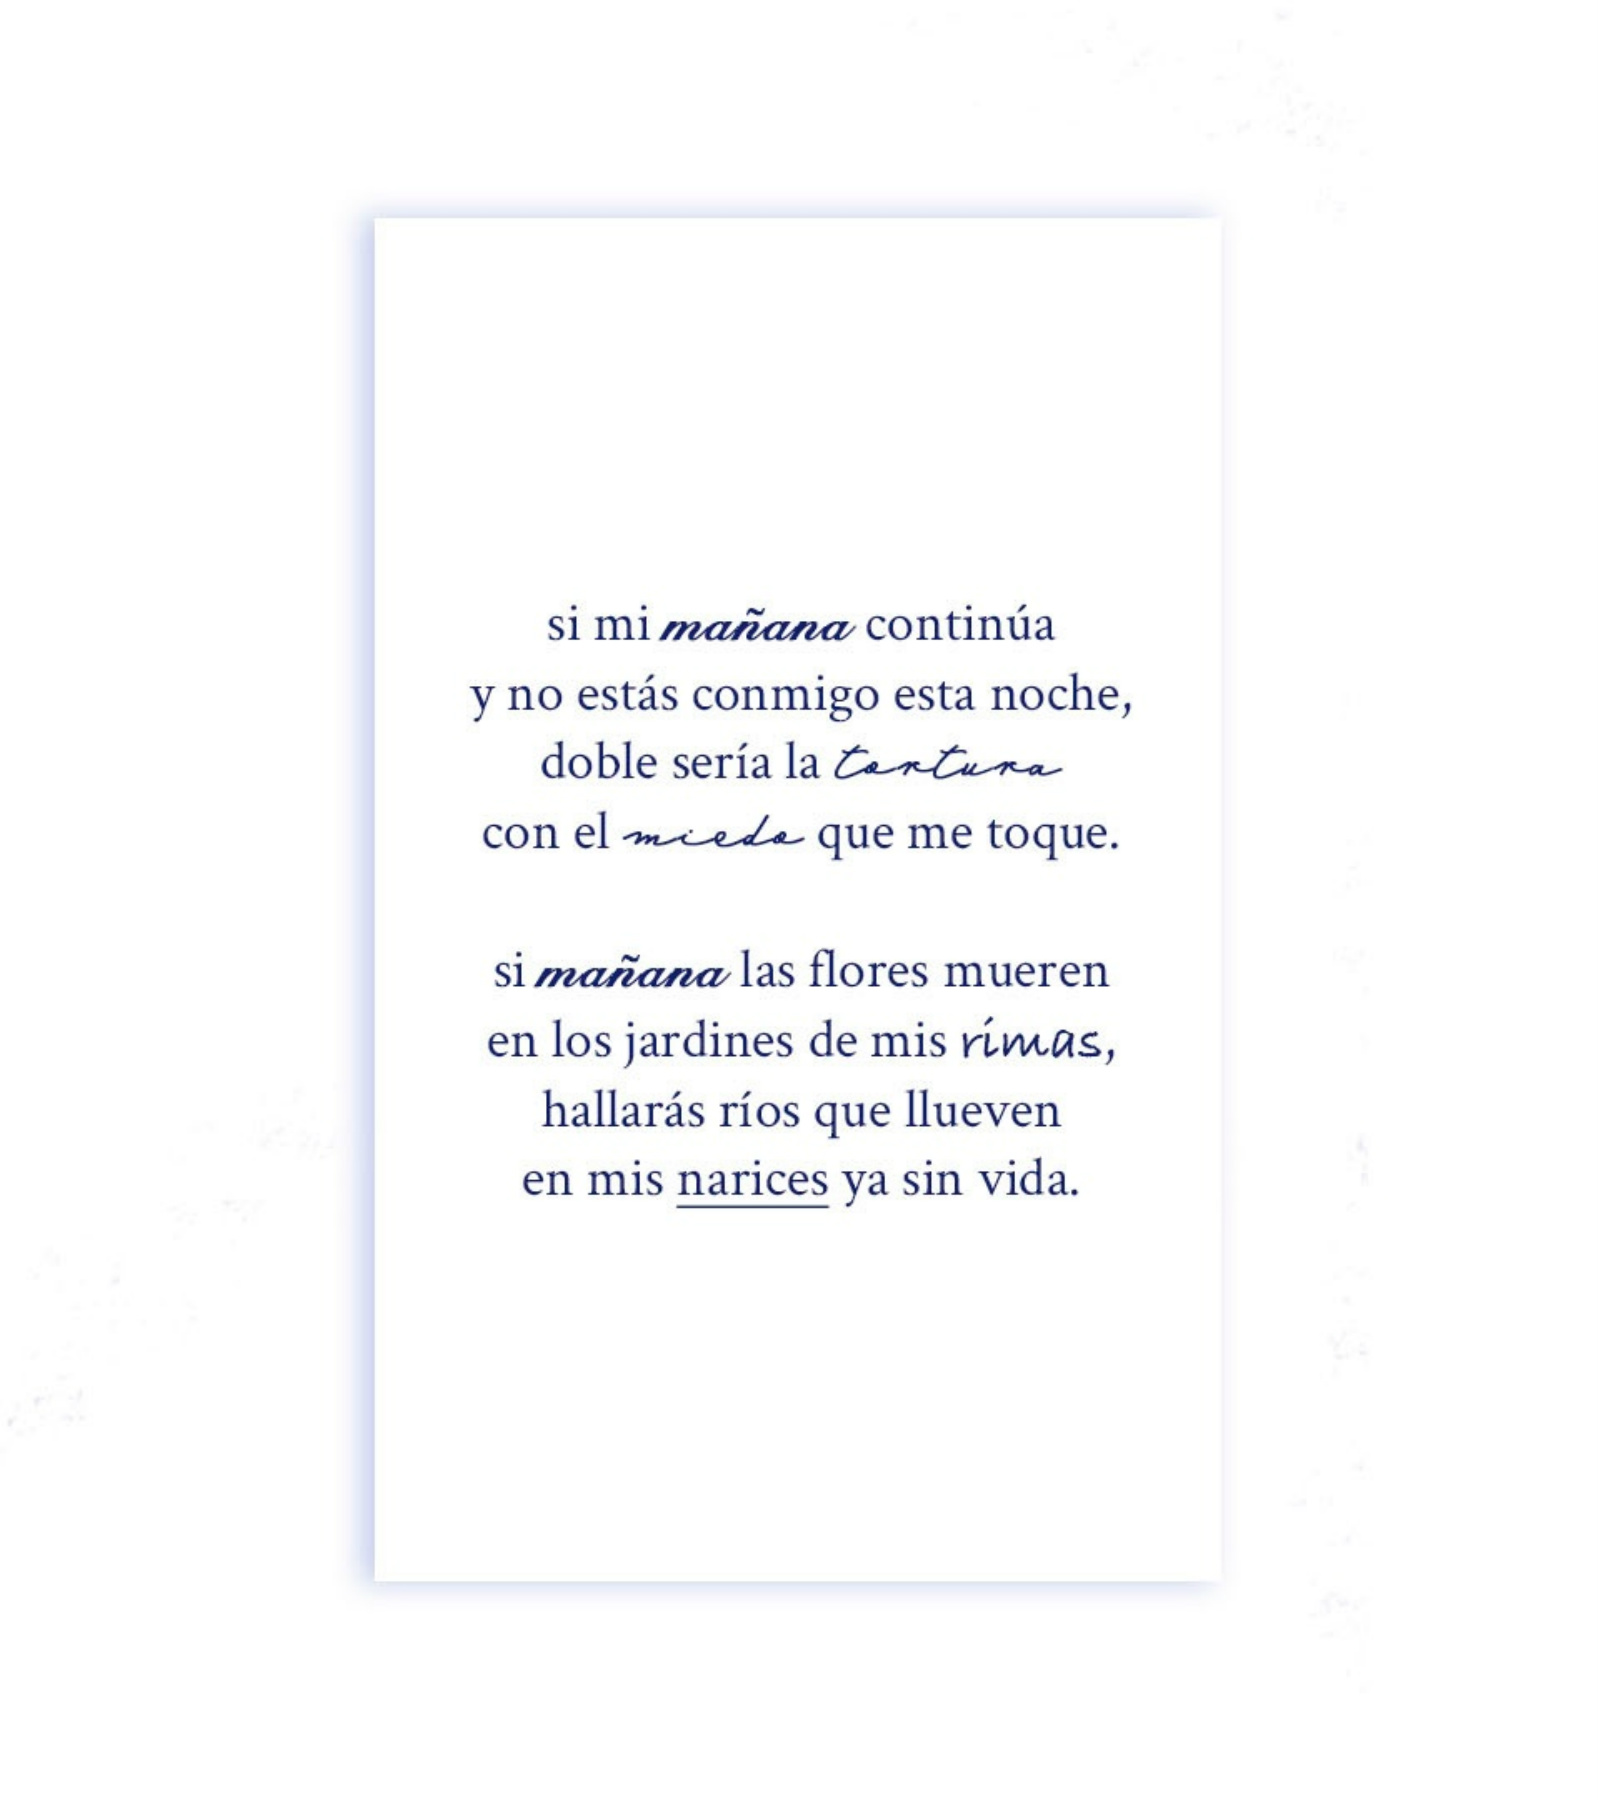 si mi mañana continúa
y no estás conmigo esta noche,
doble sería la tortura
con el miedo que me toque.
si mañana las flores mueren
en los jardines de mis rimas,
hallarás ríos que llueven
en mis narices ya sin vida.